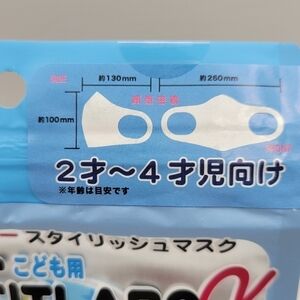 約130mm
約260mm
約100mm
2才～4才児向け
※年齢は目安です
スタイリッシュマスク
こども用